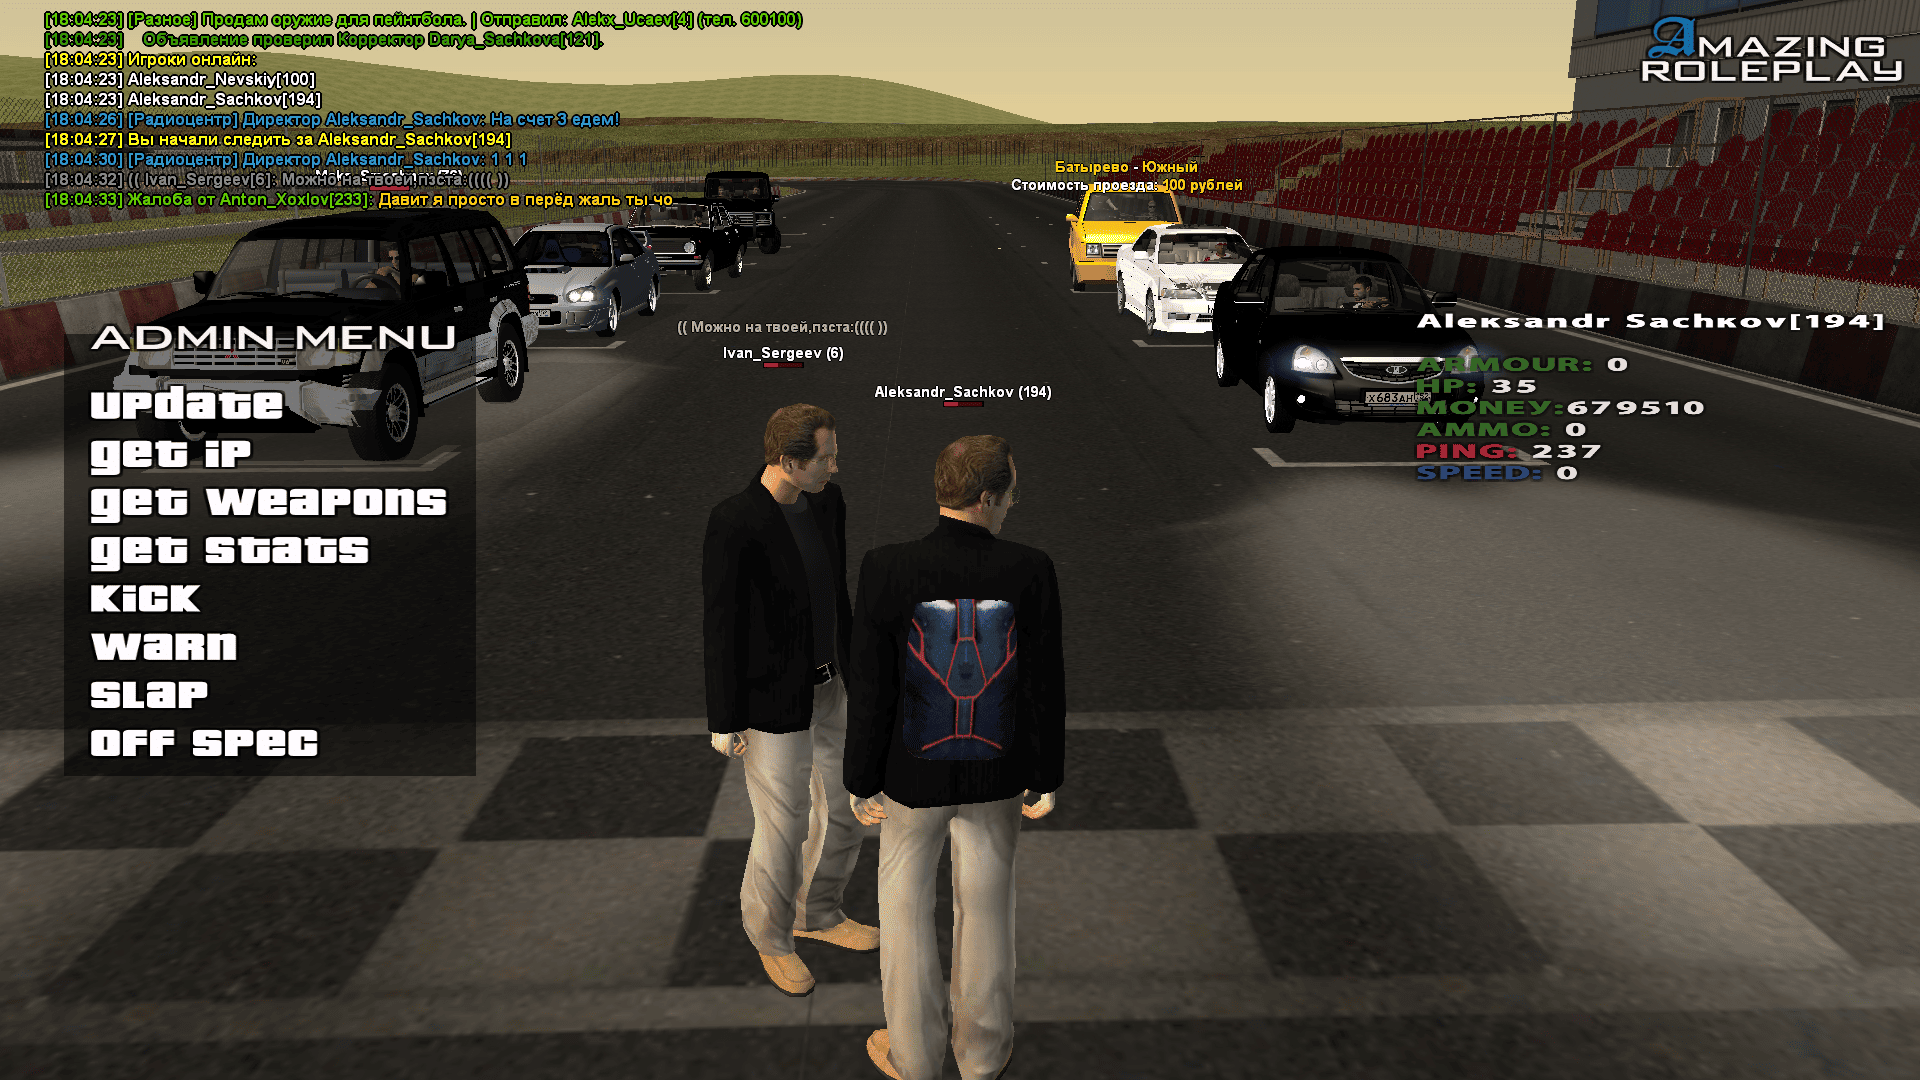 [18:04:23] [Разное] Продам оружие для пейнтбола. | Отправил: Alekx_Ucaev[4] (тел. 600100)
[18:04:23] Объявление проверил Корректор Darya_Sachkova[121].
[18:04:23] Игроки онлайн:
[18:04:23] Aleksandr_Nevskiy[100]
[18:04:23] Aleksandr_Sachkov[194]
[18:04:26] [Радиоцентр] Директор Aleksandr_Sachkov: На счет 3 едем!
[18:04:27] Вы начали следить за Aleksandr_Sachkov[194]
[18:04:30] [Радиоцентр] Директор Aleksandr_Sachkov: 1 1 1
[18:04:32] (( Ivan_Sergeev[6]: Можно на твоей,пзста:(((( ))
[18:04:33] Жалоба от Anton_Xoxlov[233]: Давит я просто в перёд жаль ты чо
AMAZING
ROLEPLAY
Батырево - Южный
Стоимость проезда: 100 рублей
(( Можно на твоей,пзста:(((( ))
Ivan_Sergeev (6)
Aleksandr_Sachkov (194)
ADMIN MENU
update
get iP
get weapons
get stats
Kick
warn
slap
off spec
Aleksandr Sachkov[194]
ARMOUR: 0
HP: 35
MONEY:679510
AMMO: 0
PING: 237
SPEED: 0